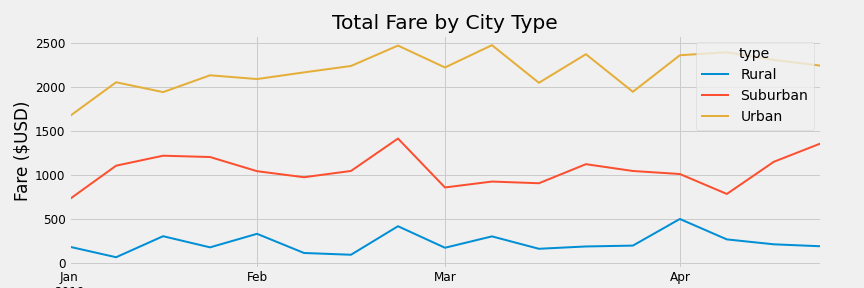 Total Fare by City Type
Fare ($USD)
2500
2000
1500
1000
500
0
type
Rural
Suburban
Urban
Jan
Feb
Mar
Apr